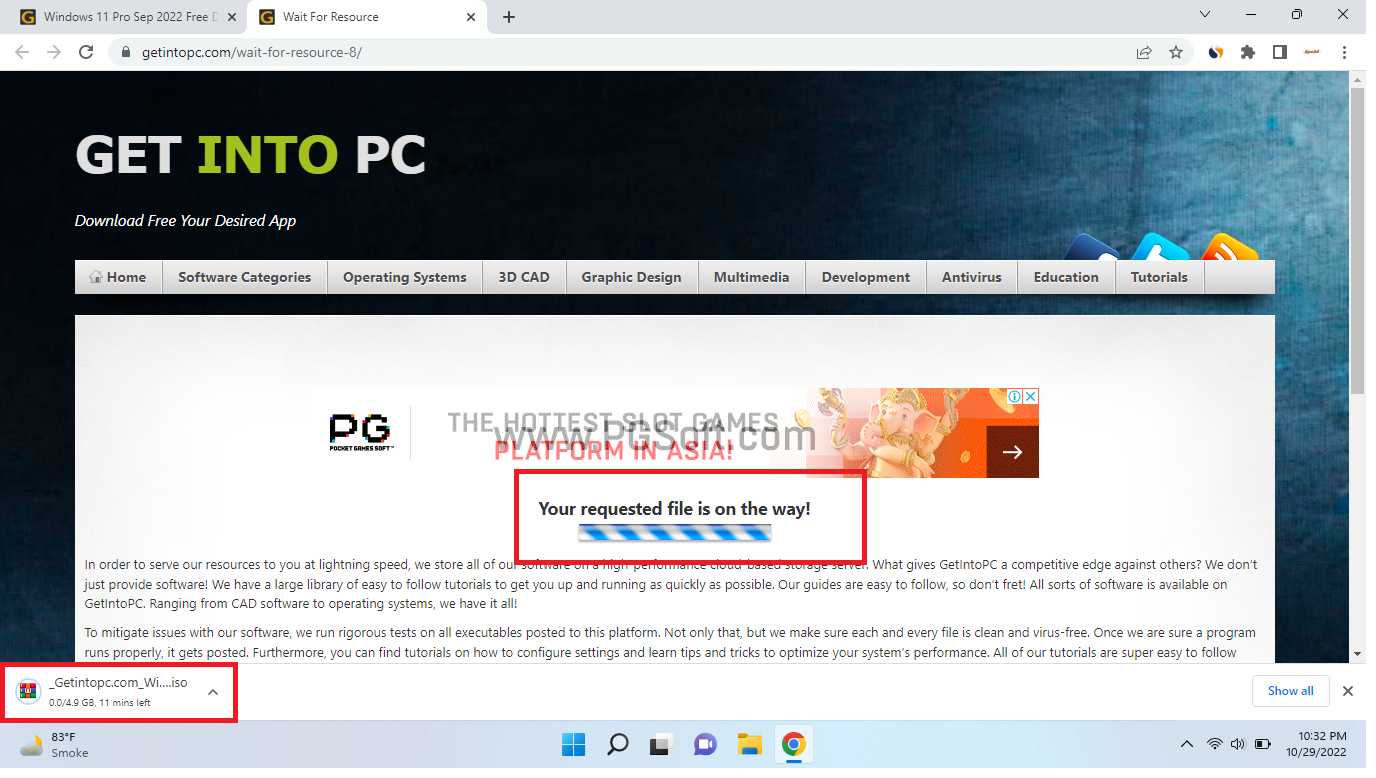 Windows 11 Pro Sep 2022 Free D
Wait For Resource
getintopc.com/wait-for-resource-8/
GET INTO PC
Download Free Your Desired App
Home Software Categories Operating Systems 3D CAD Graphic Design Multimedia Development Antivirus Education Tutorials
PG
POCKET GAMES SOFT
THE HOTTEST SLOT GAMES
www.PGSoft.com
PLATFORM IN ASIA!
Your requested file is on the way!
In order to serve our resources to you at lightning speed, we store all of our software on a high-performance cloud-based storage server. What gives GetIntoPC a competitive edge against others? We don't
just provide software! We have a large library of easy to follow tutorials to get you up and running as quickly as possible. Our guides are easy to follow, so don't fret! All sorts of software is available on
GetIntoPC. Ranging from CAD software to operating systems, we have it all!
To mitigate issues with our software, we run rigorous tests on all executables posted to this platform. Not only that, but we make sure each and every file is clean and virus-free. Once we are sure a program
runs properly, it gets posted. Furthermore, you can find tutorials on how to configure settings and learn tips and tricks to optimize your system's performance. All of our tutorials are super easy to follow
_Getintopc.com_Wi....iso
0.0/4.9 GB, 11 mins left
Show all
83°F
Smoke
10:32 PM
10/29/2022